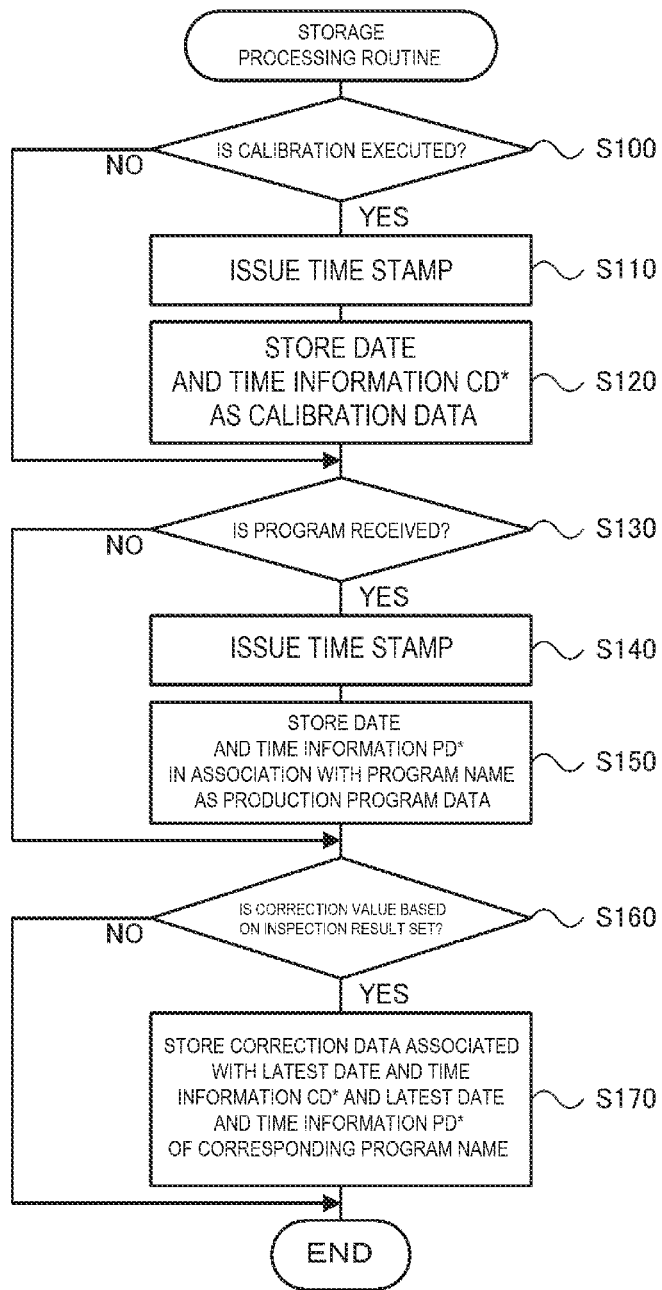 STORAGE
PROCESSING ROUTINE
IS CALIBRATION EXECUTED?
S100
NO
YES
ISSUE TIME STAMP
S110
STORE DATE
AND TIME INFORMATION CD*
AS CALIBRATION DATA
S120
IS PROGRAM RECEIVED?
S130
NO
YES
ISSUE TIME STAMP
S140
STORE DATE
AND TIME INFORMATION PD*
IN ASSOCIATION WITH PROGRAM NAME
AS PRODUCTION PROGRAM DATA
S150
IS CORRECTION VALUE BASED
ON INSPECTION RESULT SET?
S160
NO
YES
STORE CORRECTION DATA ASSOCIATED
WITH LATEST DATE AND TIME
INFORMATION CD* AND LATEST DATE
AND TIME INFORMATION PD*
OF CORRESPONDING PROGRAM NAME
S170
END